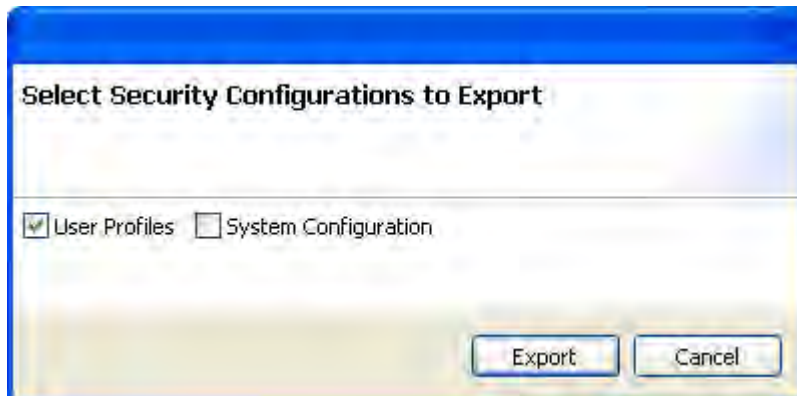 Select Security Configurations to Export
User Profiles System Configuration
Export Cancel